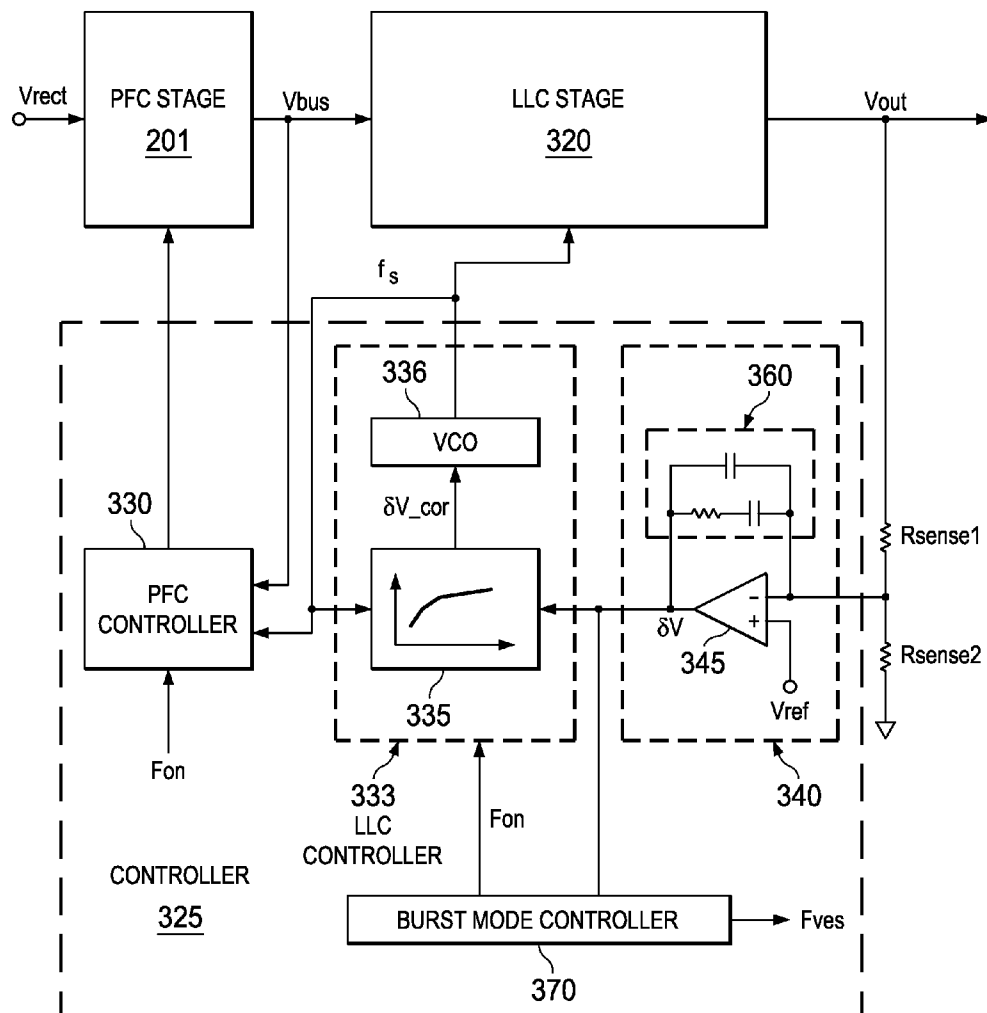 PFC STAGE
201
LLC STAGE
320
Vrect
Vbus
Vout
fs
336
VCO
360
δV_cor
330
PFC
CONTROLLER
335
δV
-
+
345
Vref
Rsense1
Rsense2
340
Fon
333
LLC
CONTROLLER
Fon
CONTROLLER
325
BURST MODE CONTROLLER
Fves
370